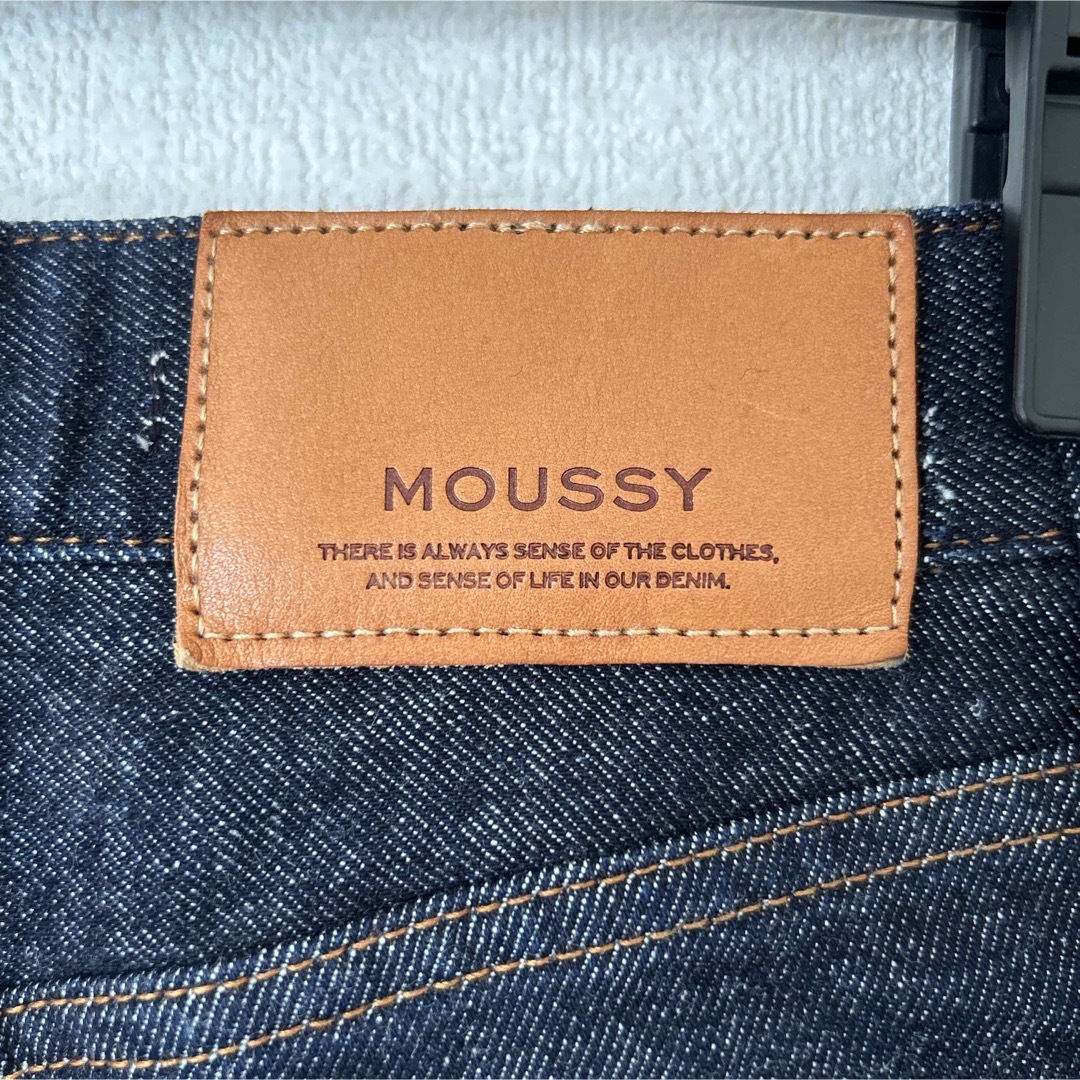 MOUSSY
THERE IS ALWAYS SENSE OF THE CLOTHES,
AND SENSE OF LIFE IN OUR DENIM.